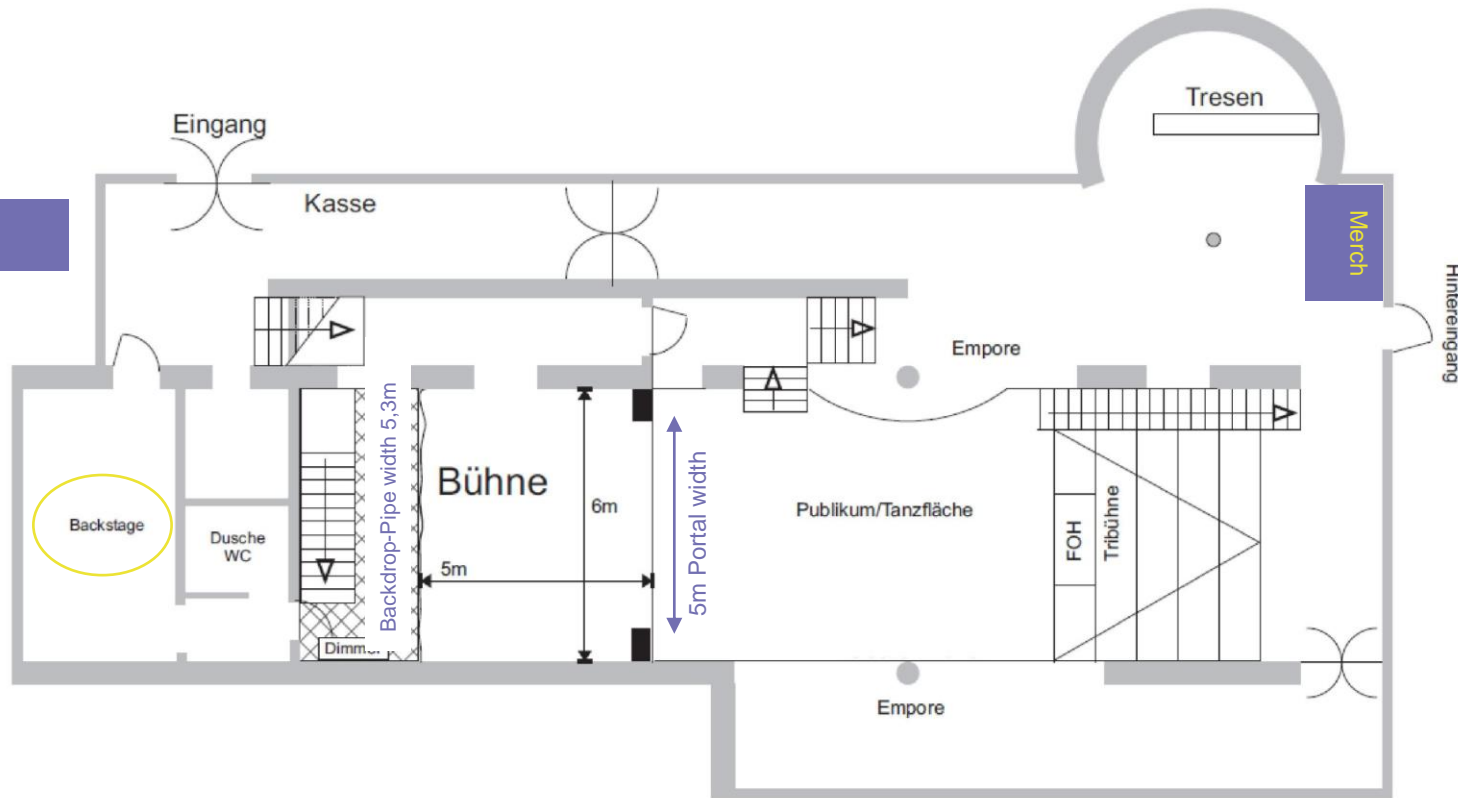 Tresen
Eingang
Kasse
Merch
Hintereingang
Empore
Backdrop-Pipe width 5,3m
Bühne
6m
5m
5m Portal width
Publikum/Tanzfläche
FOH
Tribühne
Backstage
Dusche
WC
Empore